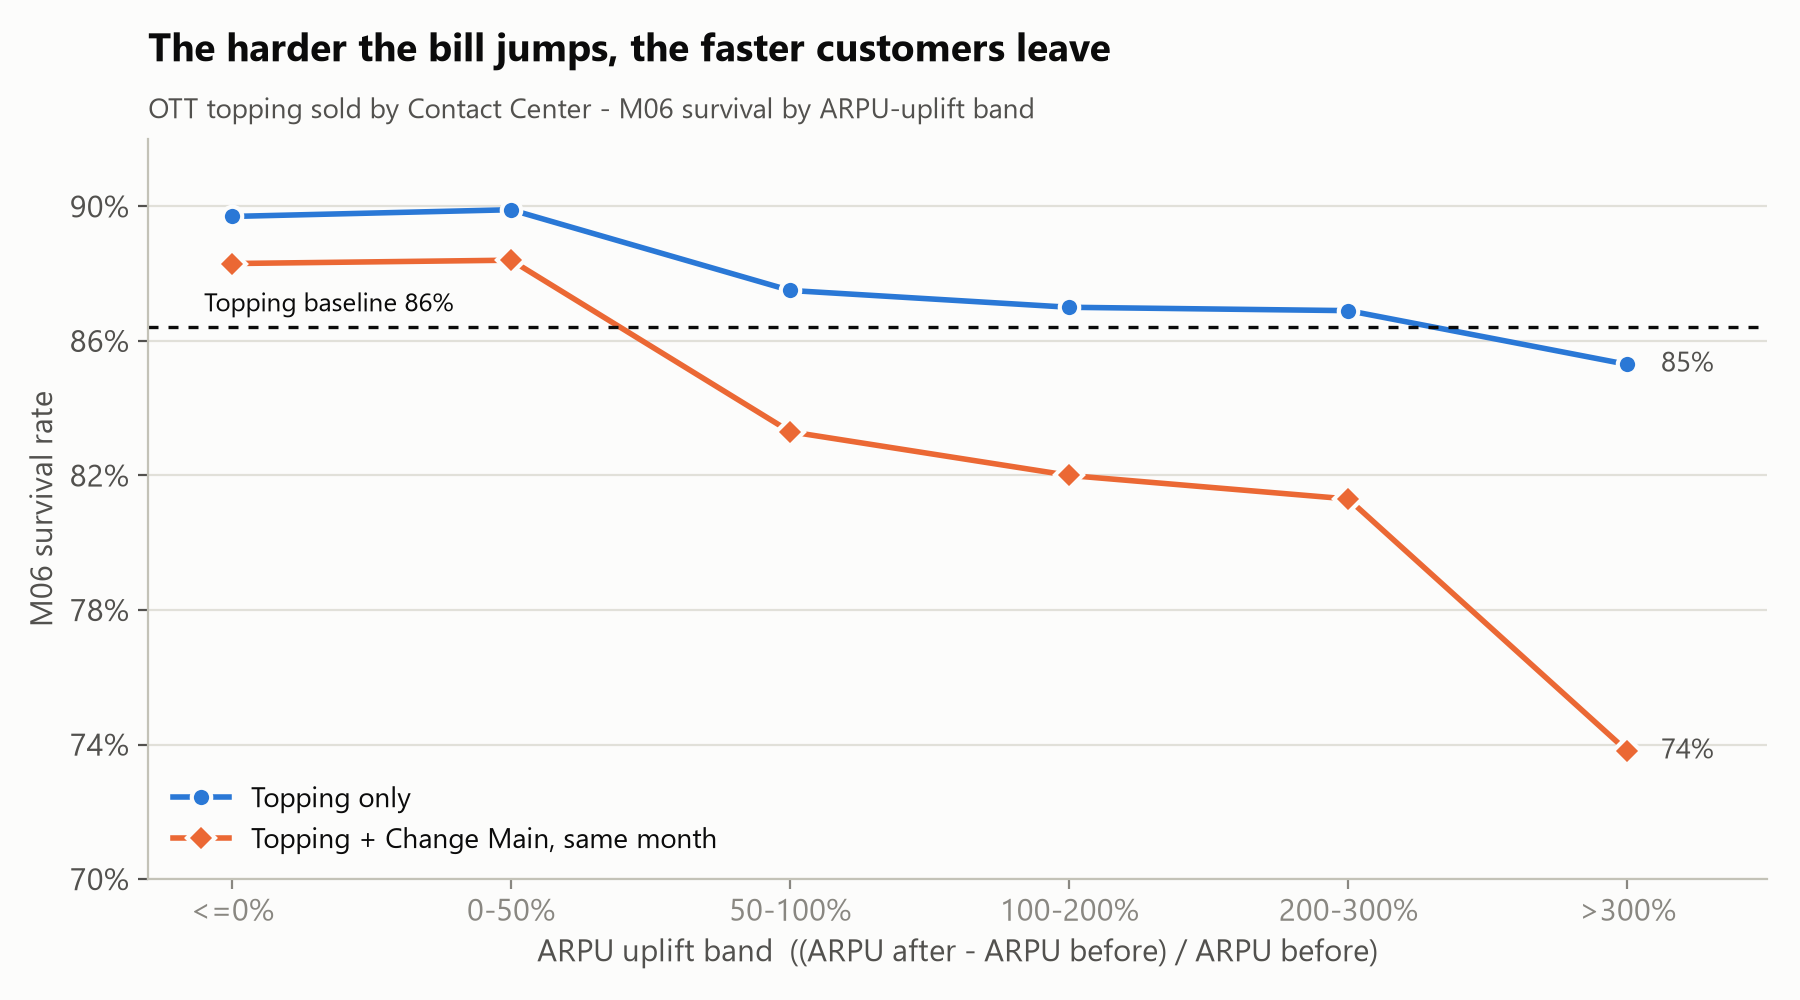 The harder the bill jumps, the faster customers leave
OTT topping sold by Contact Center - M06 survival by ARPU-uplift band
M06 survival rate
90%
86%
82%
78%
74%
70%
Topping baseline 86%
85%
74%
Topping only
Topping + Change Main, same month
<=0%
0-50%
50-100%
100-200%
200-300%
>300%
ARPU uplift band  ((ARPU after - ARPU before) / ARPU before)